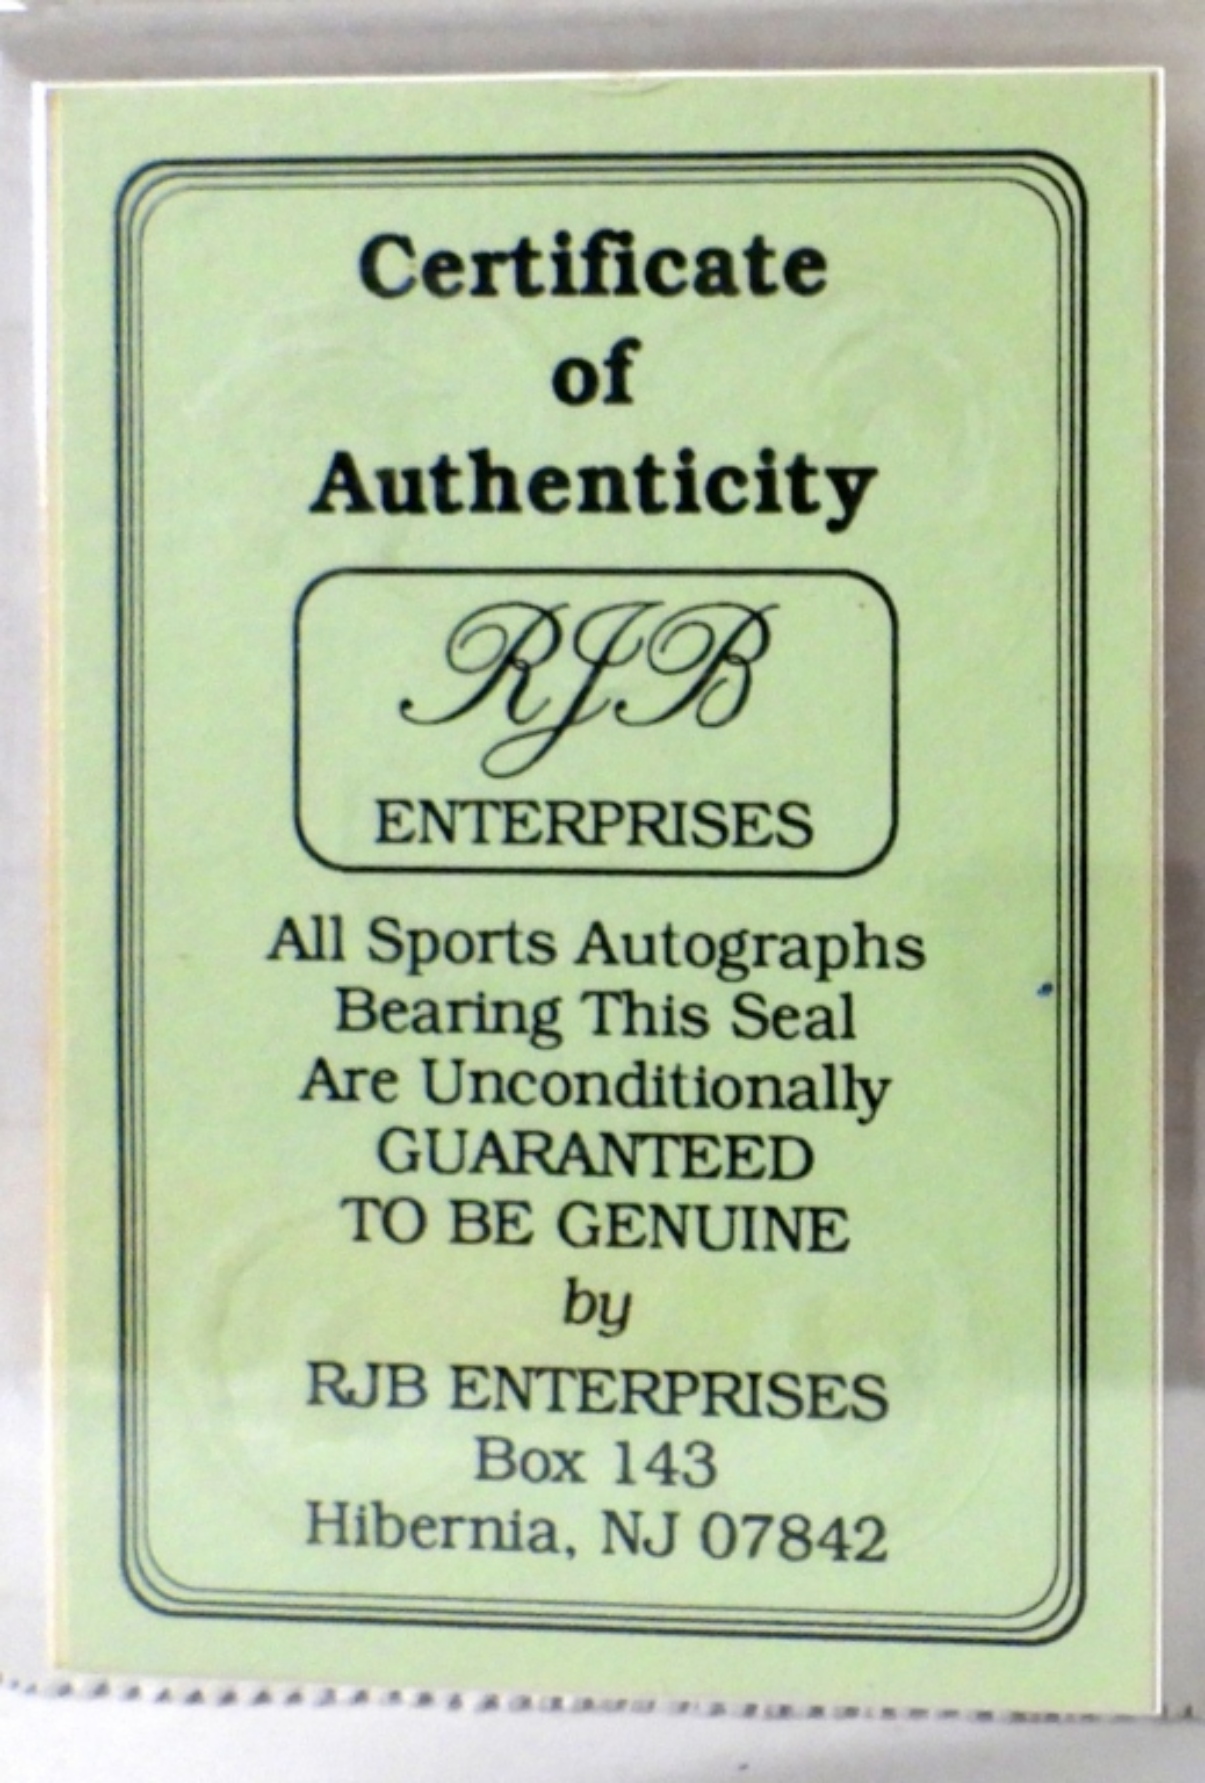 Certificate
of
Authenticity
RJB
ENTERPRISES
All Sports Autographs
Bearing This Seal
Are Unconditionally
GUARANTEED
TO BE GENUINE
by
RJB ENTERPRISES
Box 143
Hibernia, NJ 07842